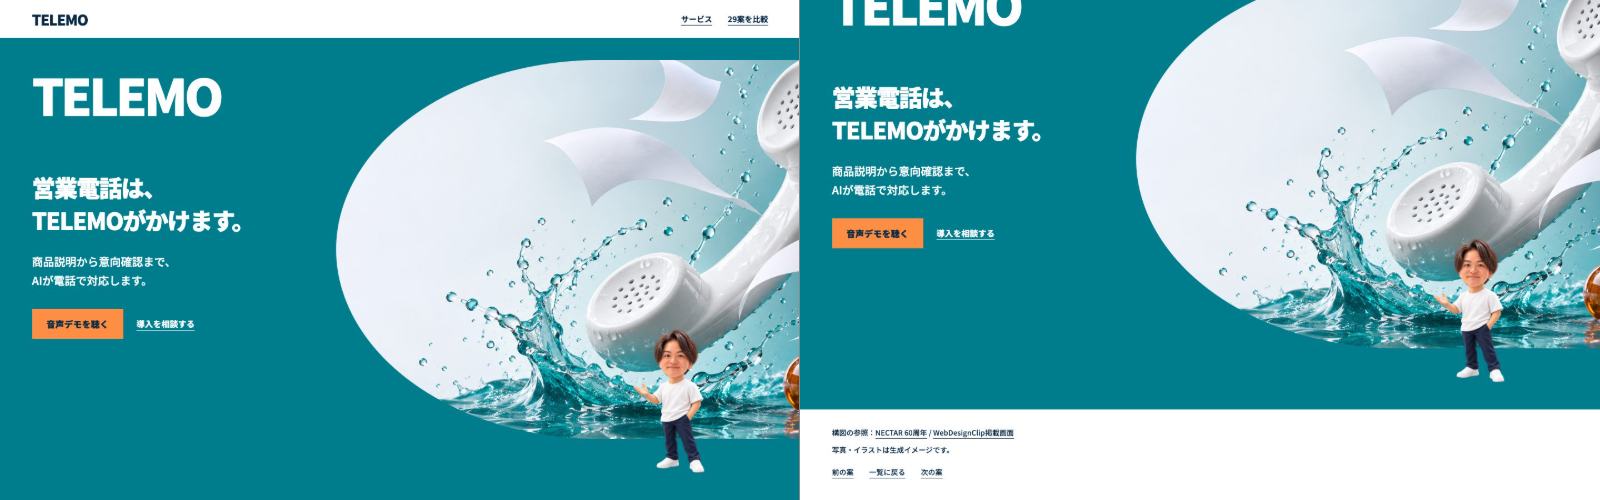 TELEMO
サービス 29案を比較
TELEMO
営業電話は、
TELEMOがかけます。
商品説明から意向確認まで、
AIが電話で対応します。
音声デモを聴く 導入を相談する
TELEMO
営業電話は、
TELEMOがかけます。
商品説明から意向確認まで、
AIが電話で対応します。
音声デモを聴く 導入を相談する
構図の参照：NECTAR 60周年 / WebDesignClip掲載画面
写真・イラストは生成イメージです。
前の案 一覧に戻る 次の案